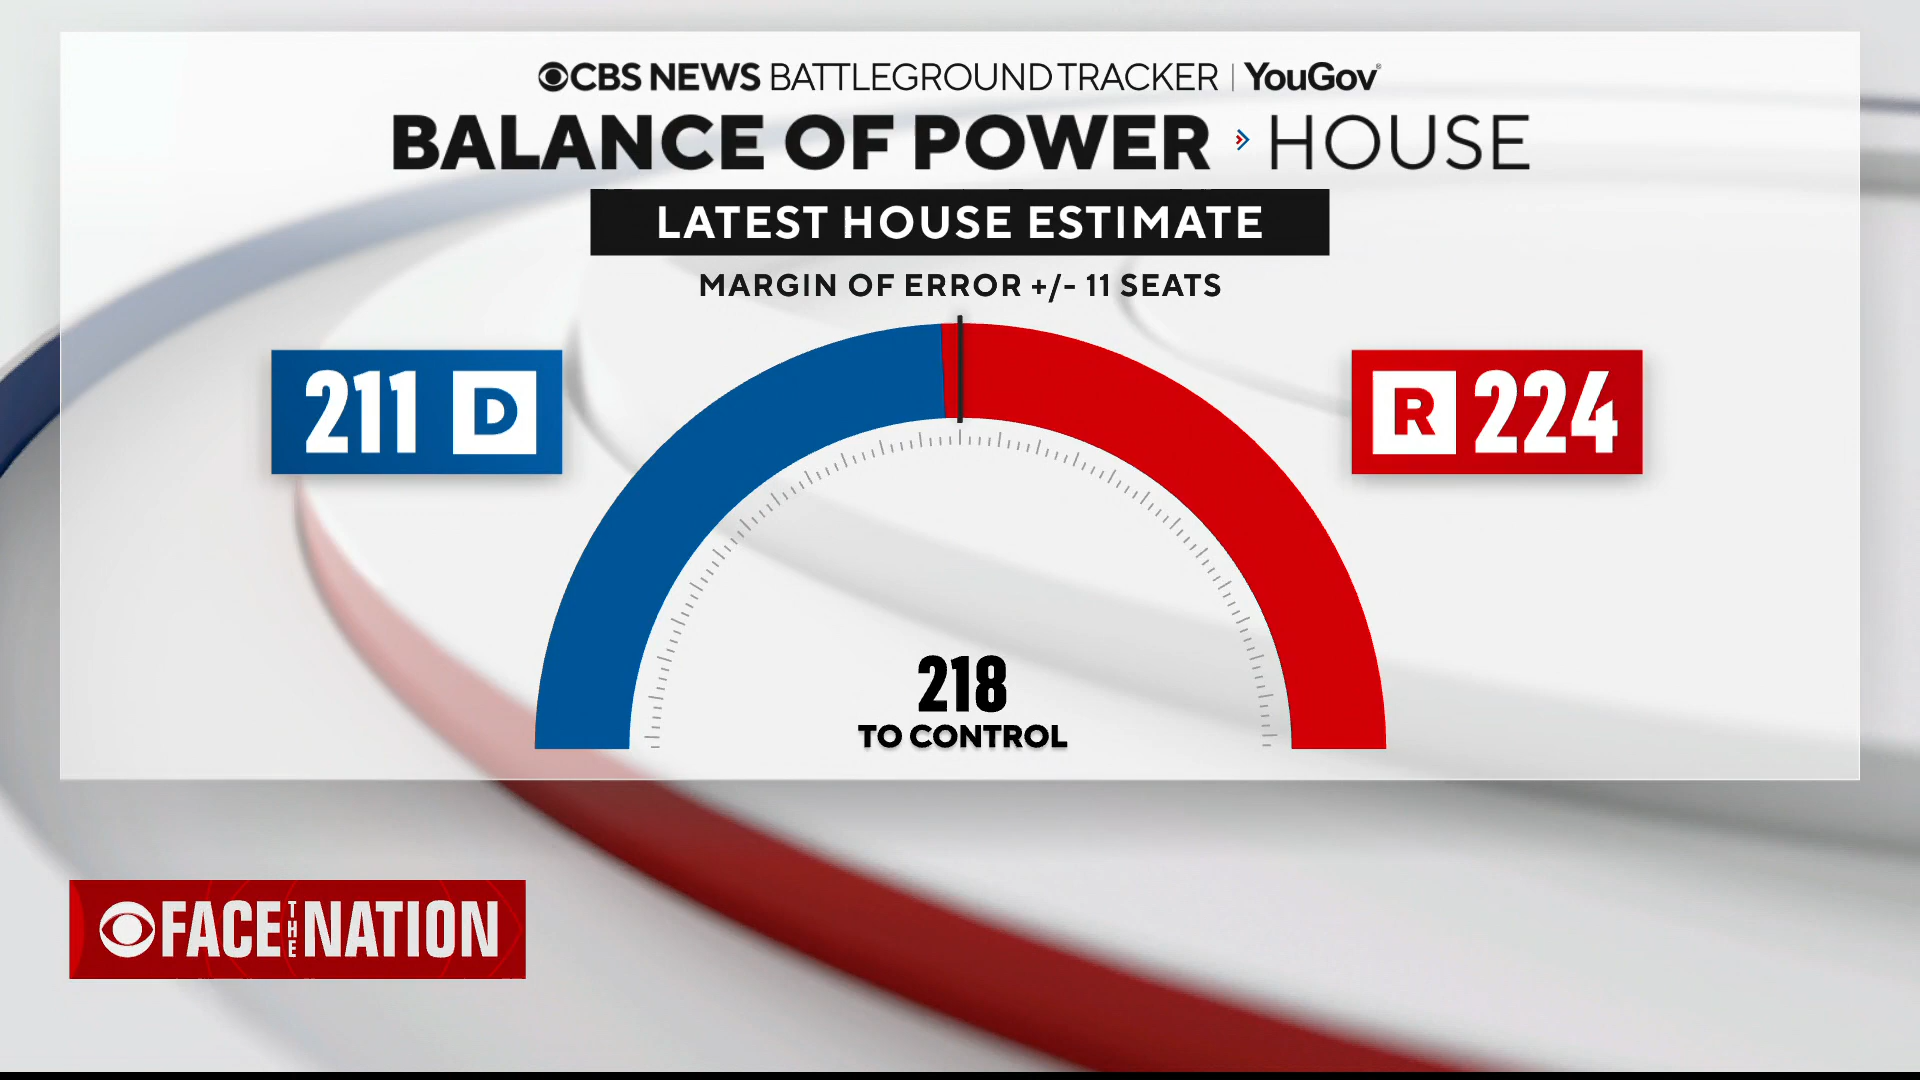 CBS NEWS BATTLEGROUND TRACKER | YouGov®
BALANCE OF POWER HOUSE
LATEST HOUSE ESTIMATE
MARGIN OF ERROR +/- 11 SEATS
211 D
R 224
218
TO CONTROL
FACE THE NATION